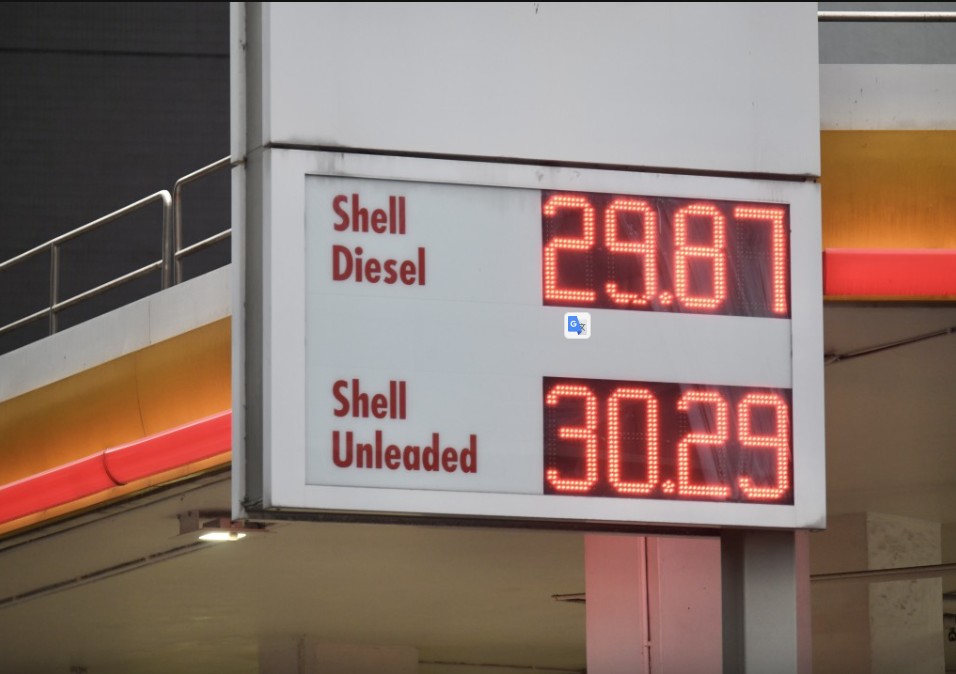 Shell
Diesel
29.87
Shell
Unleaded
30.29